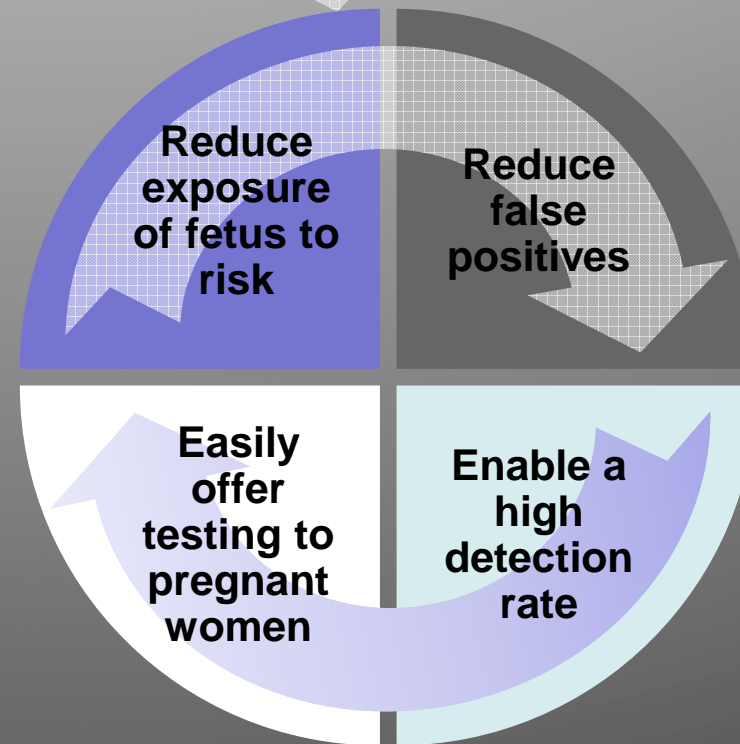 Reduce
exposure
of fetus to
risk
Reduce
false
positives
Easily
offer
testing to
pregnant
women
Enable a
high
detection
rate